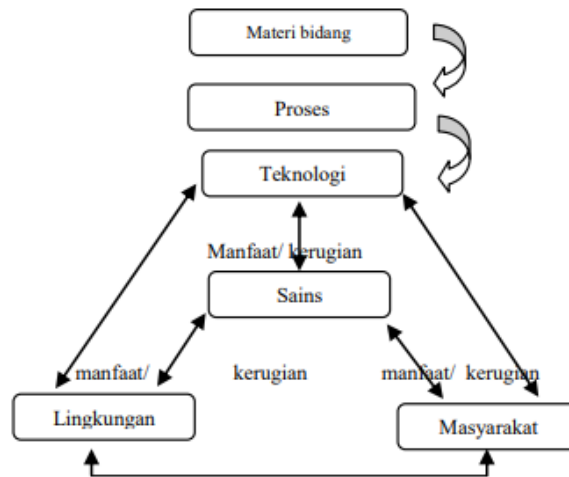 Materi bidang
Proses
Teknologi
Manfaat/ kerugian
Sains
manfaat/ kerugian manfaat/ kerugian
Lingkungan
Masyarakat